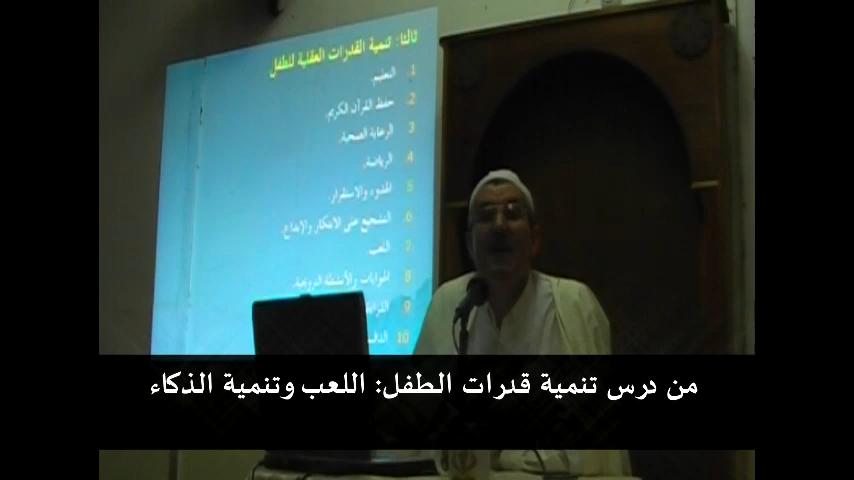 ثالثا: تنمية القدرات العقلية للطفل
1 التعليم.
2 حفظ القرآن الكريم.
3 الرعاية الصحية.
4 الرياضة.
5 الهدوء والاستقرار.
6. التشجيع على الابتكار والإبداع.
7 اللعب
8 الهوايات والأنشطة الترويحية.
9
10
من درس تنمية قدرات الطفل: اللعب وتنمية الذكاء